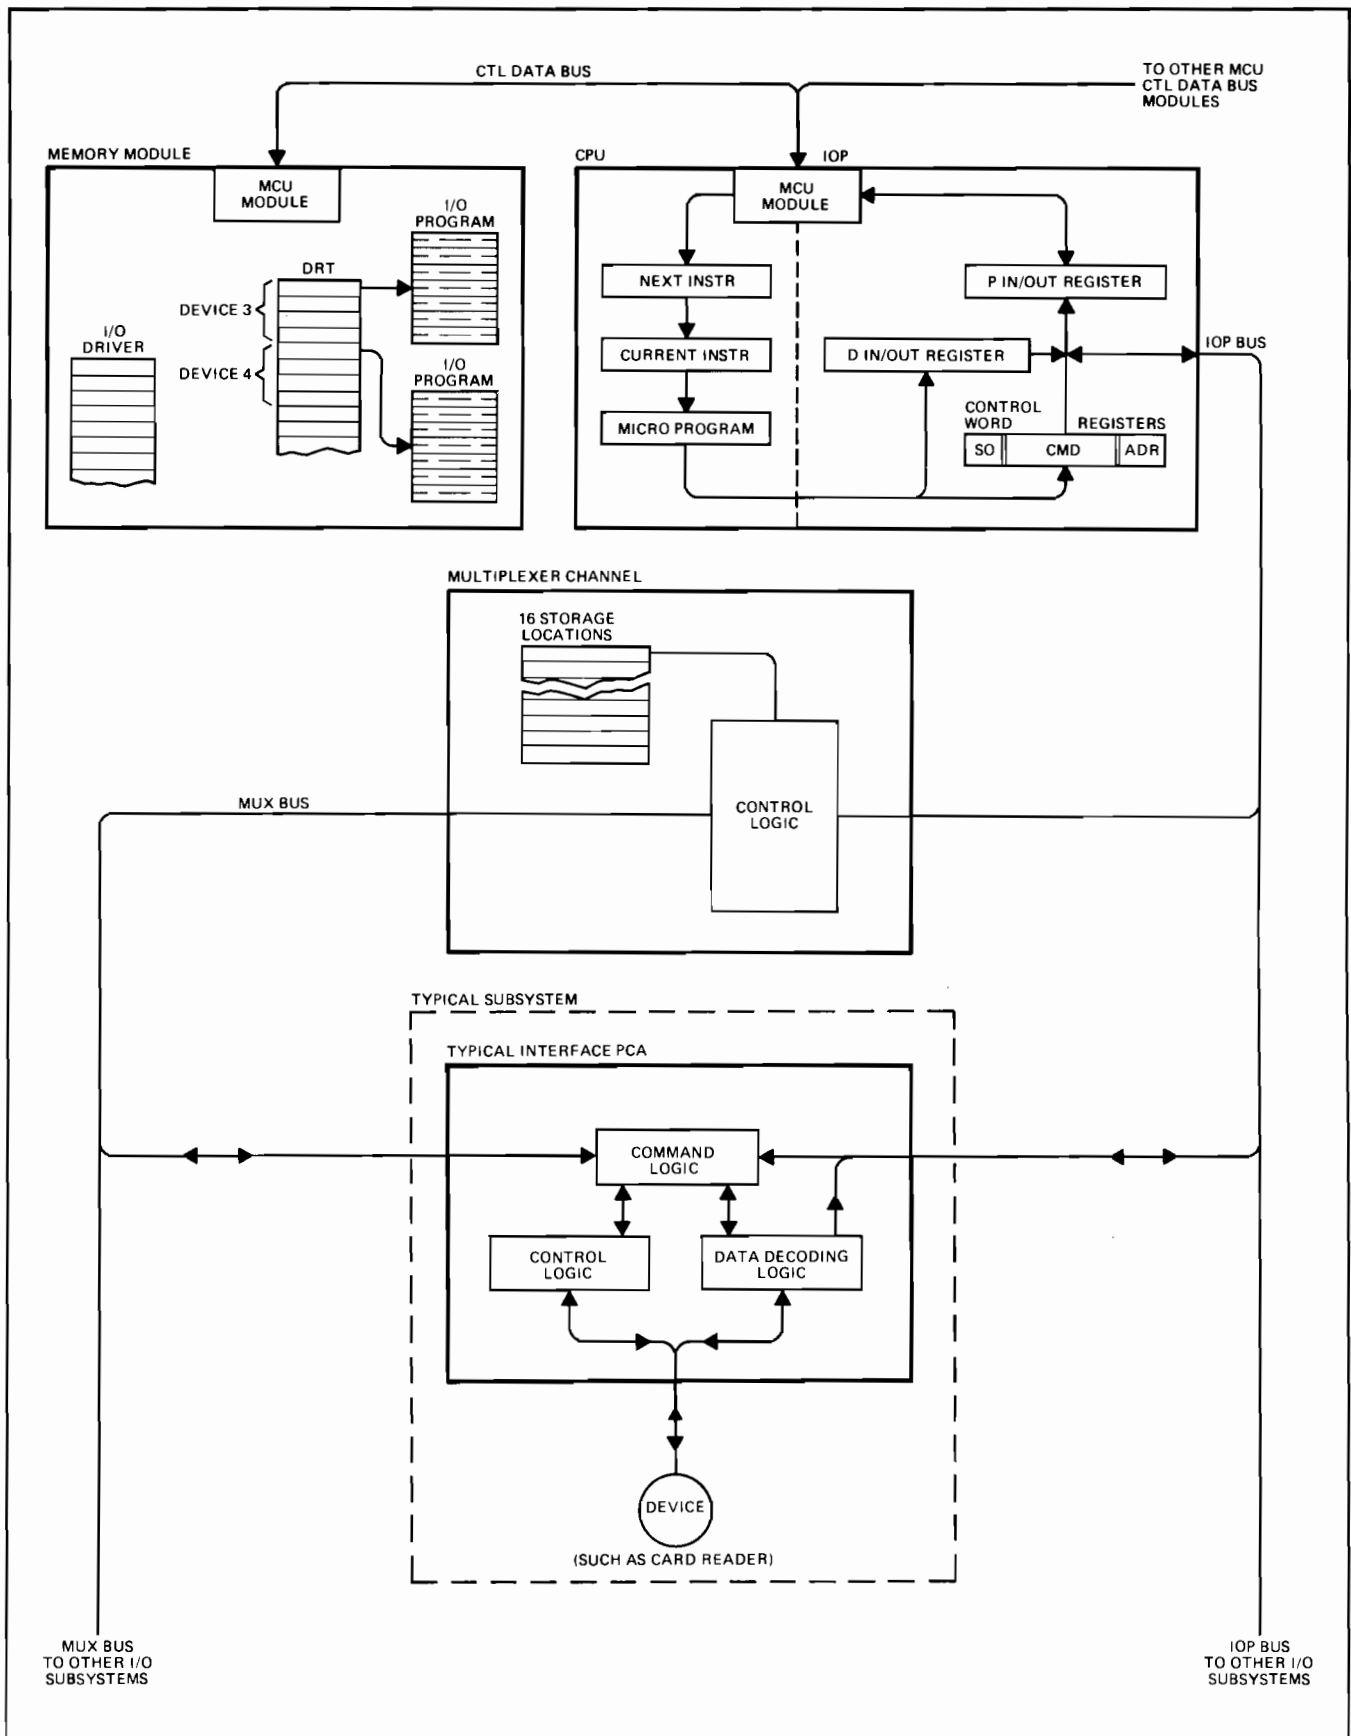 CTL DATA BUS
TO OTHER MCU
CTL DATA BUS
MODULES
MEMORY MODULE
MCU
MODULE
I/O
PROGRAM
DRT
DEVICE 3
I/O
DRIVER
DEVICE 4
I/O
PROGRAM
CPU
IOP
MCU
MODULE
NEXT INSTR
P IN/OUT REGISTER
CURRENT INSTR
D IN/OUT REGISTER
IOP BUS
MICRO PROGRAM
CONTROL
WORD
REGISTERS
SO
CMD
ADR
MULTIPLEXER CHANNEL
16 STORAGE
LOCATIONS
MUX BUS
CONTROL
LOGIC
TYPICAL SUBSYSTEM
TYPICAL INTERFACE PCA
COMMAND
LOGIC
CONTROL
LOGIC
DATA DECODING
LOGIC
DEVICE
(SUCH AS CARD READER)
MUX BUS
TO OTHER I/O
SUBSYSTEMS
IOP BUS
TO OTHER I/O
SUBSYSTEMS